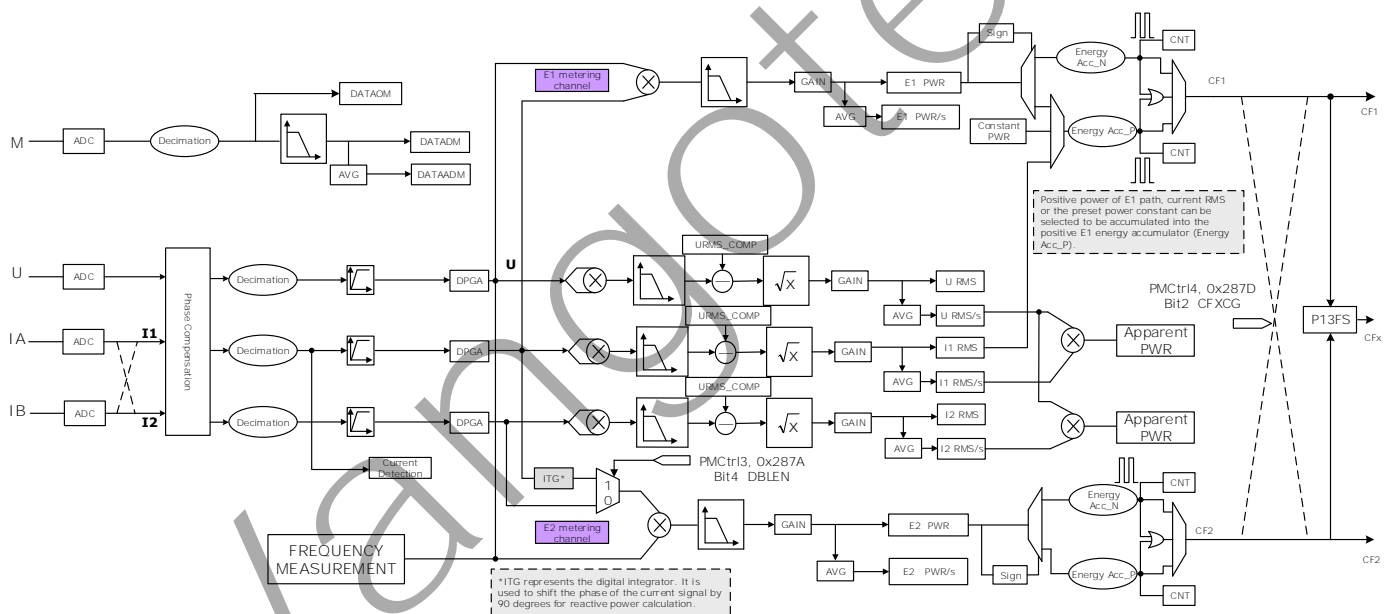 Sign
CNT
Energy
Acc_N
E1 metering
channel
GAIN
E1 PWR
CF1
CF1
DATAOM
AVG
E1 PWR/s
Constant
PWR
Energy Acc_P
M
ADC
Decimation
DATADM
AVG
DATAADM
CNT
Positive power of E1 path, current RMS
or the preset power constant can be
selected to be accumulated into the
positive E1 energy accumulator (Energy
Acc_P).
URMS_COMP
U
ADC
Phase Compensation
Decimation
DPGA
U
√x
GAIN
U RMS
AVG
U RMS/s
PMCtrl4, 0x287D
Bit2 CFXCG
P13FS
CFx
URMS_COMP
IA
ADC
I1
Decimation
DPGA
√x
GAIN
I1 RMS
AVG
I1 RMS/s
Apparent
PWR
URMS_COMP
IB
ADC
I2
Decimation
DPGA
√x
GAIN
I2 RMS
AVG
I2 RMS/s
Apparent
PWR
Current
Detection
ITG*
1
0
PMCtrl3, 0x287A
Bit4 DBLEN
CNT
Energy
Acc_N
E2 metering
channel
GAIN
E2 PWR
CF2
CF2
FREQUENCY
MEASUREMENT
AVG
E2 PWR/s
Sign
Energy Acc_P
CNT
*ITG represents the digital integrator. It is
used to shift the phase of the current signal by
90 degrees for reactive power calculation.
Vangote